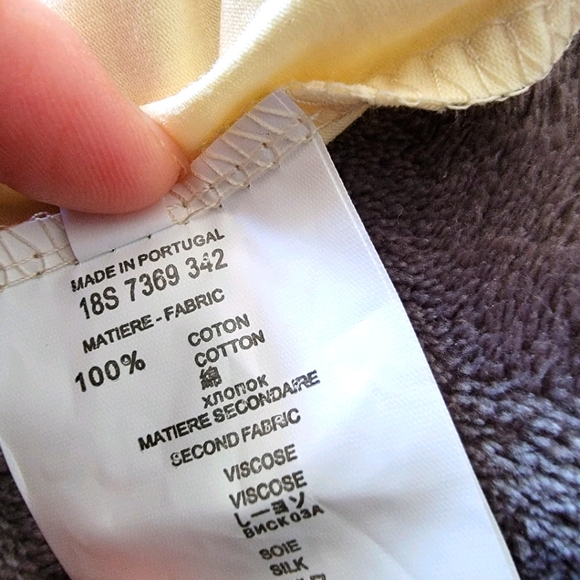 MADE IN PORTUGAL
18S 7369 342
MATIERE - FABRIC
100% COTON
COTTON
綿
хлопок
MATIERE SECONDAIRE
SECOND FABRIC
VISCOSE
VISCOSE
レーヨン
ВИСКОЗА
SOIE
SILK